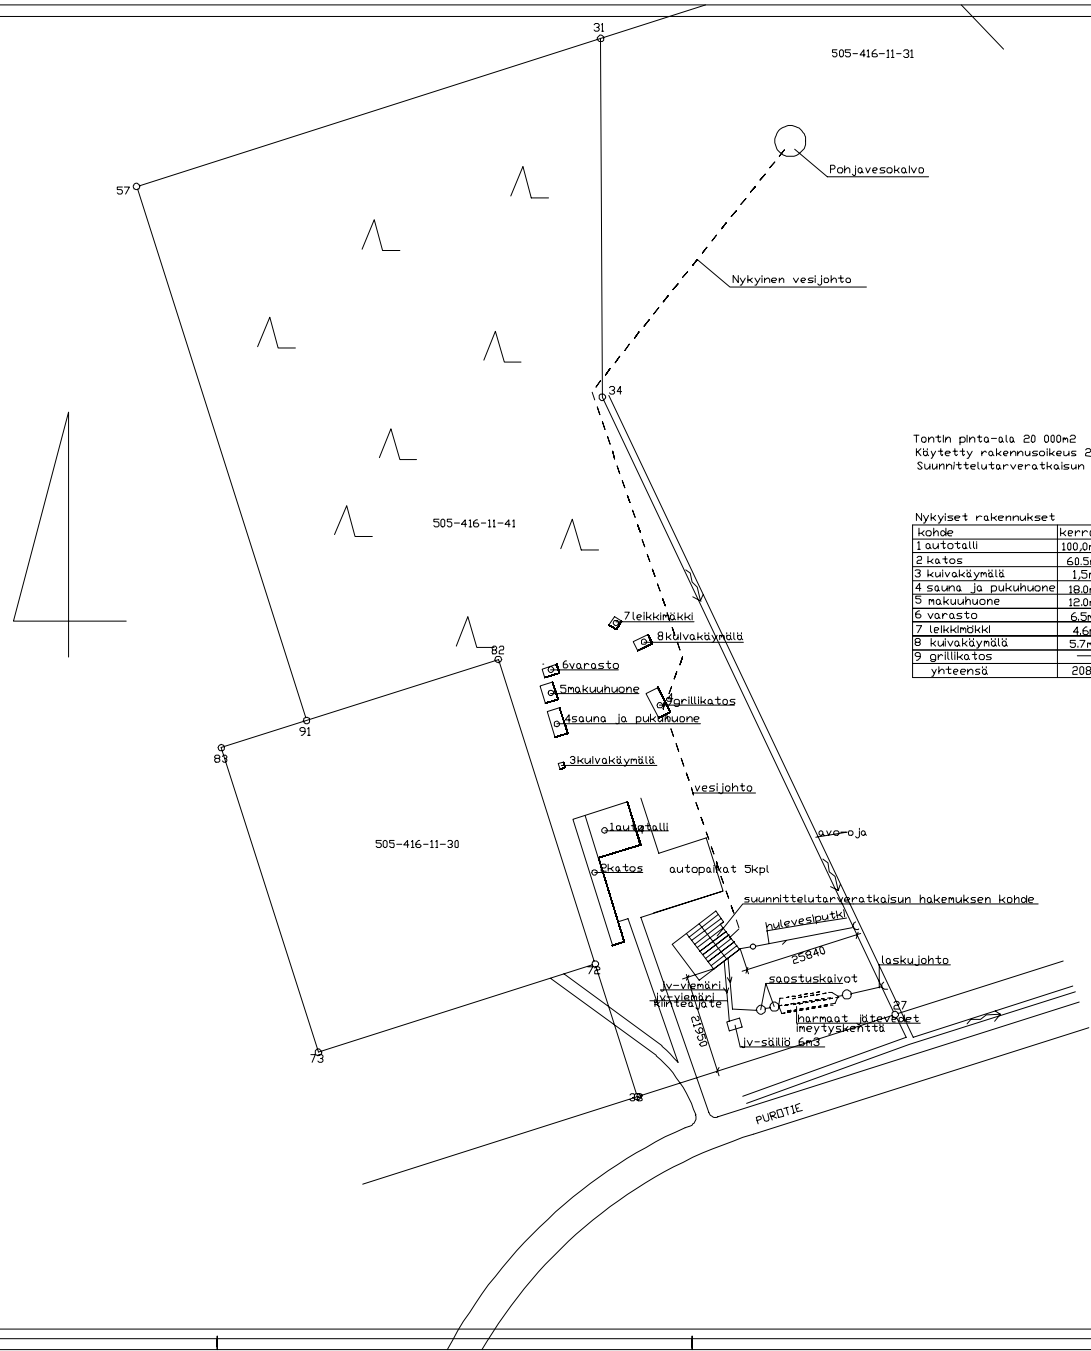 31
505-416-11-31
Pohjavesokaivo
57
Nykyinen vesijohto
34
Tontin pinta-ala 20 000m2
Käytetty rakennusoikeus 2
Suunnittelutarveratkaisun
505-416-11-41
Nykyiset rakennukset
kohde kerro
1 autotalli 100,0m
2 katos 60.5m
3 kuivakäymälä 1,5m
4 sauna ja pukuhuone 18.0m
5 makuuhuone 12.0m
6 varasto 6.5m
7 leikkimökki 4.6m
8 kuivakäymälä 5.7m
9 grillikatos —
yhteensä 208
7leikkimökki
8kuivakäymälä
82
6varasto
5makuuhuone
9grillikatos
4sauna ja pukuhuone
91
83
3kuivakäymälä
vesijohto
1autotalli
avo-oja
505-416-11-30
2katos
autopaikat 5kpl
suunnittelutarveratkaisun hakemuksen kohde
hulevesiputki
25840
laskujohto
72
saostuskaivot
jv-viemäri
jv-viemäri
kiinteäjäte
27
harmaat jätevedet
imeytyskenttä
21950
jv-säiliö 6m3
73
38
PUROTIE